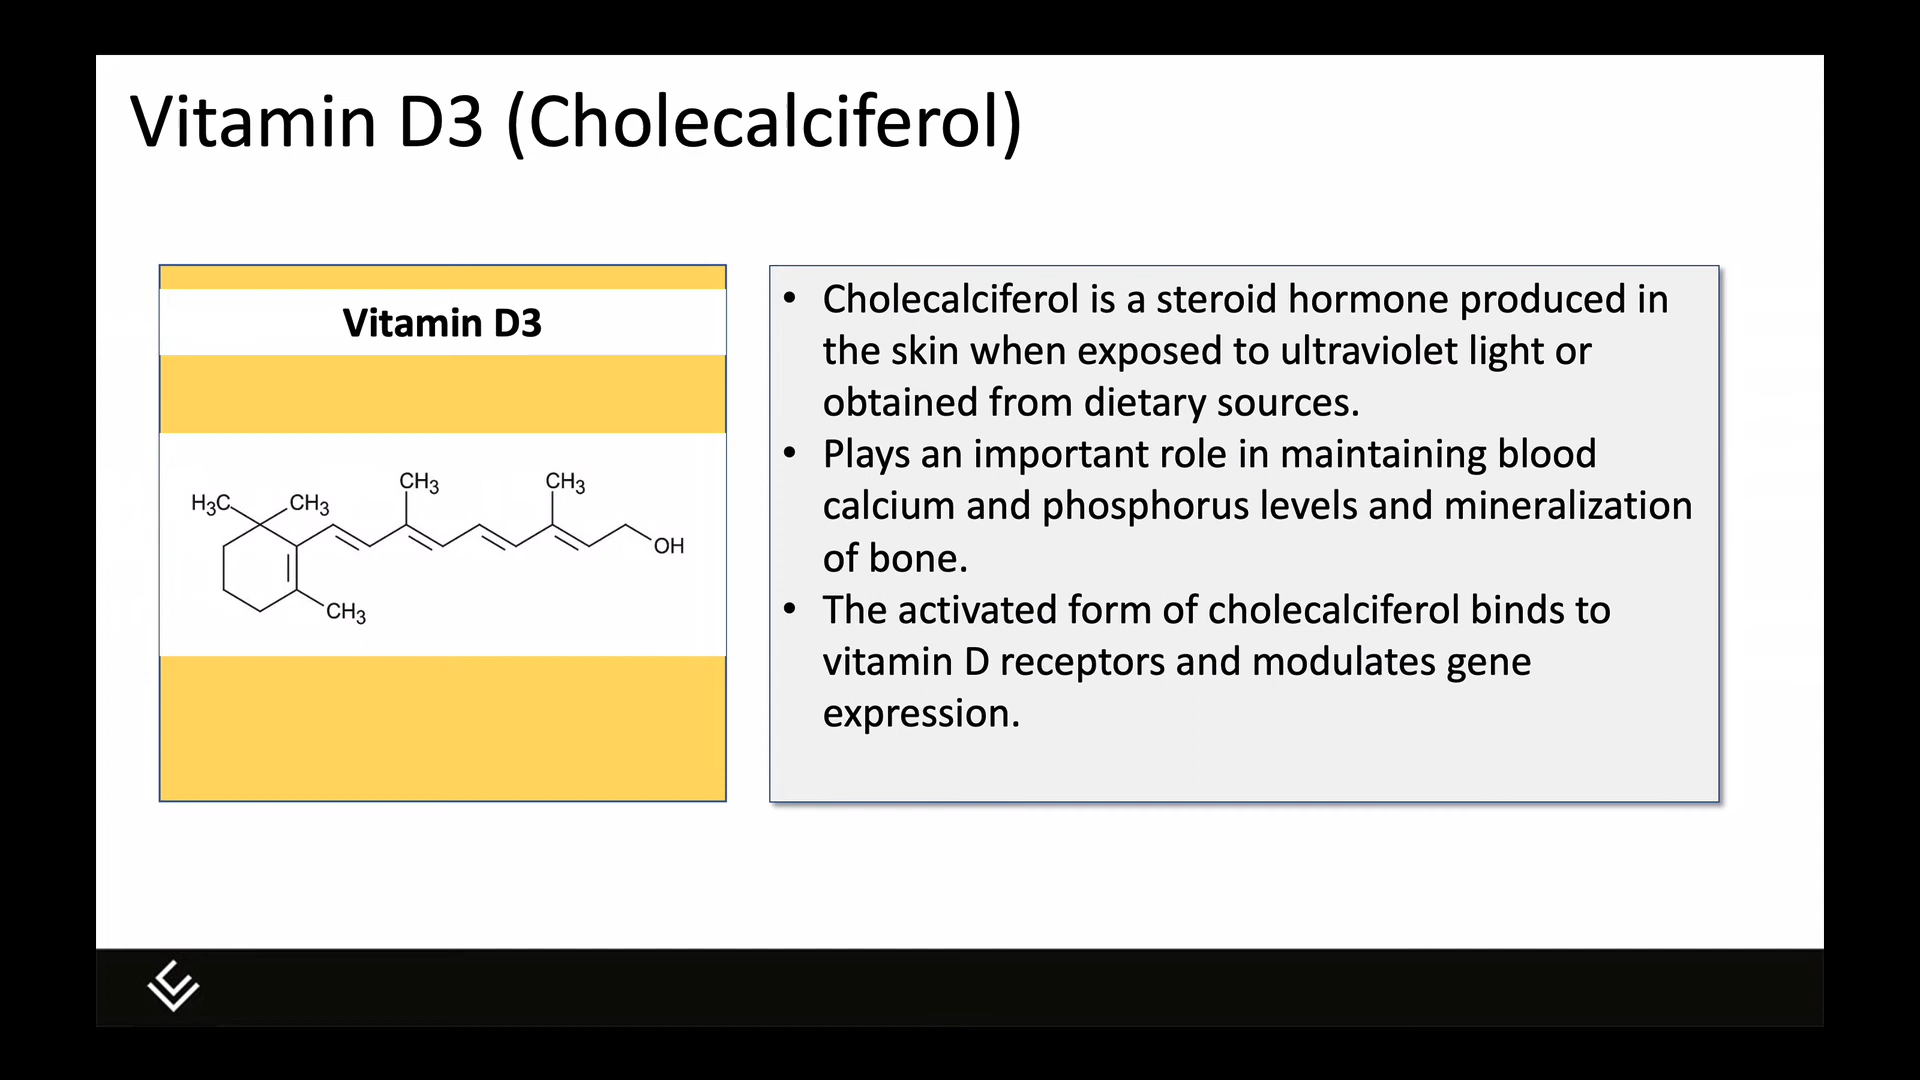 Vitamin D3 (Cholecalciferol)
Vitamin D3
H3C CH3 CH3 CH3
OH
CH3
• Cholecalciferol is a steroid hormone produced in
the skin when exposed to ultraviolet light or
obtained from dietary sources.
• Plays an important role in maintaining blood
calcium and phosphorus levels and mineralization
of bone.
• The activated form of cholecalciferol binds to
vitamin D receptors and modulates gene
expression.